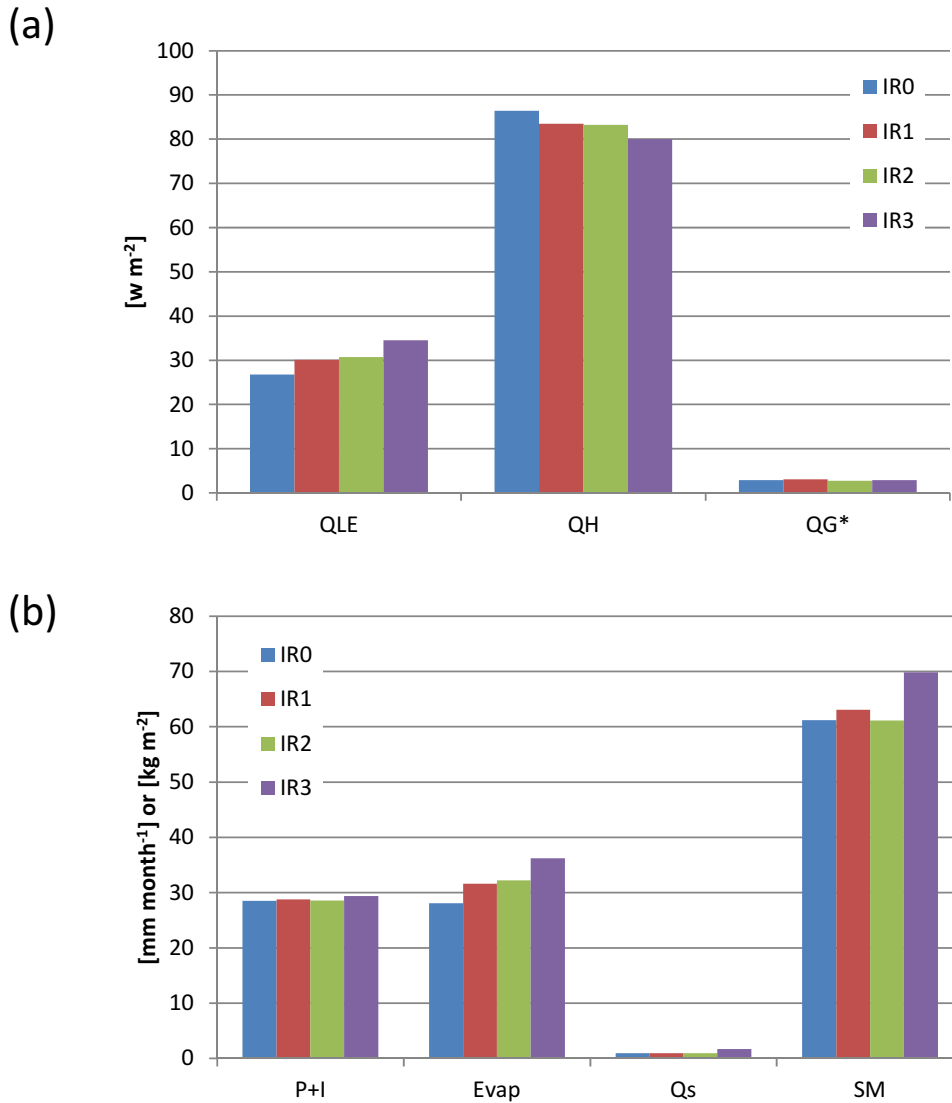 (a)
100
90
80
70
60
50
40
30
20
10
0
[w m-2]
IR0
IR1
IR2
IR3
QLE QH QG*
(b)
80
70
60
50
40
30
20
10
0
[mm month-1] or [kg m-2]
IR0
IR1
IR2
IR3
P+I Evap Qs SM